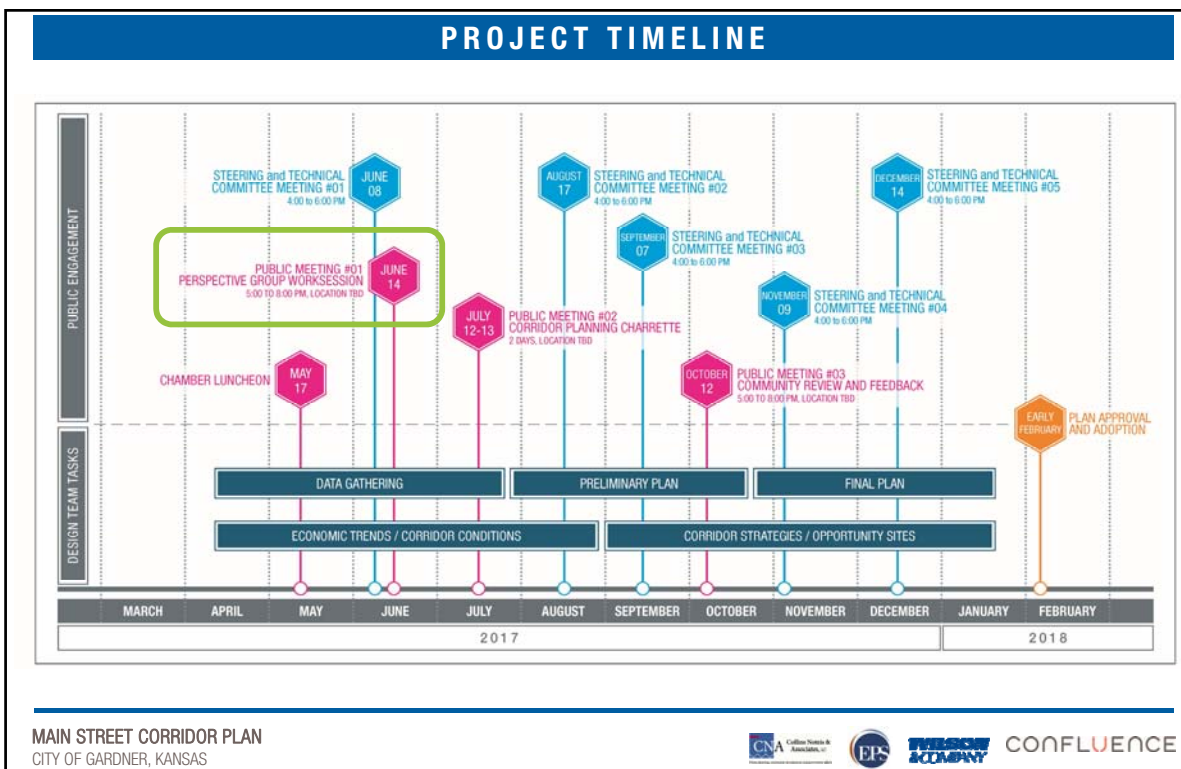 PROJECT TIMELINE
PUBLIC ENGAGEMENT
STEERING and TECHNICAL
COMMITTEE MEETING #01
4:00 to 6:00 PM
JUNE
08
AUGUST
17
STEERING and TECHNICAL
COMMITTEE MEETING #02
4:00 to 6:00 PM
DECEMBER
14
STEERING and TECHNICAL
COMMITTEE MEETING #05
4:00 to 6:00 PM
SEPTEMBER
07
STEERING and TECHNICAL
COMMITTEE MEETING #03
4:00 to 6:00 PM
PUBLIC MEETING #01
PERSPECTIVE GROUP WORKSESSION
5:00 TO 8:00 PM, LOCATION TBD
JUNE
14
NOVEMBER
09
STEERING and TECHNICAL
COMMITTEE MEETING #04
4:00 to 6:00 PM
JULY
12-13
PUBLIC MEETING #02
CORRIDOR PLANNING CHARRETTE
2 DAYS, LOCATION TBD
CHAMBER LUNCHEON
MAY
17
OCTOBER
12
PUBLIC MEETING #03
COMMUNITY REVIEW AND FEEDBACK
5:00 TO 8:00 PM, LOCATION TBD
EARLY
FEBRUARY
PLAN APPROVAL
AND ADOPTION
DESIGN TEAM TASKS
DATA GATHERING
PRELIMINARY PLAN
FINAL PLAN
ECONOMIC TRENDS / CORRIDOR CONDITIONS
CORRIDOR STRATEGIES / OPPORTUNITY SITES
MARCH APRIL MAY JUNE JULY AUGUST SEPTEMBER OCTOBER NOVEMBER DECEMBER JANUARY FEBRUARY
2017 2018
MAIN STREET CORRIDOR PLAN
CITY OF GARDNER, KANSAS
CNA
Collins Noteis &
Associates,
EPS
WILSON
&COMPANY
CONFLUENCE